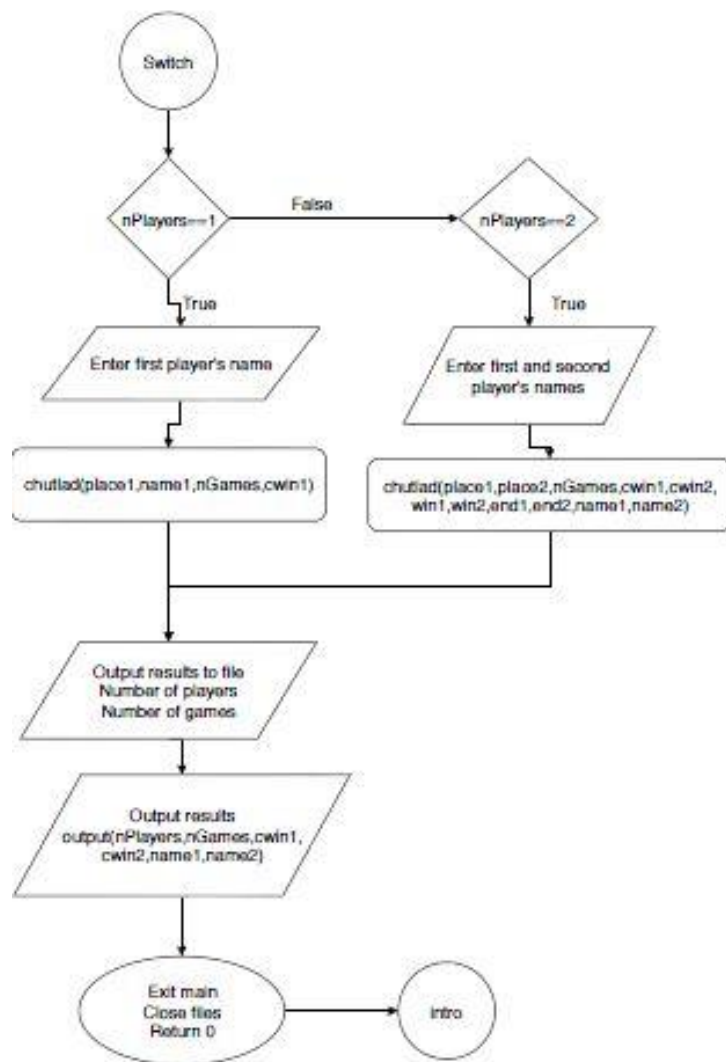 Switch
nPlayers==1
False
nPlayers==2
True
True
Enter first player's name
Enter first and second
player's names
chutlad(place1,name1,nGames,cwin1)
chutlad(place1,place2,nGames,cwin1,cwin2,
win1,win2,end1,end2,name1,name2)
Output results to file
Number of players
Number of games
Output results
output(nPlayers,nGames,cwin1,
cwin2,name1,name2)
Exit main
Close files
Return 0
intro